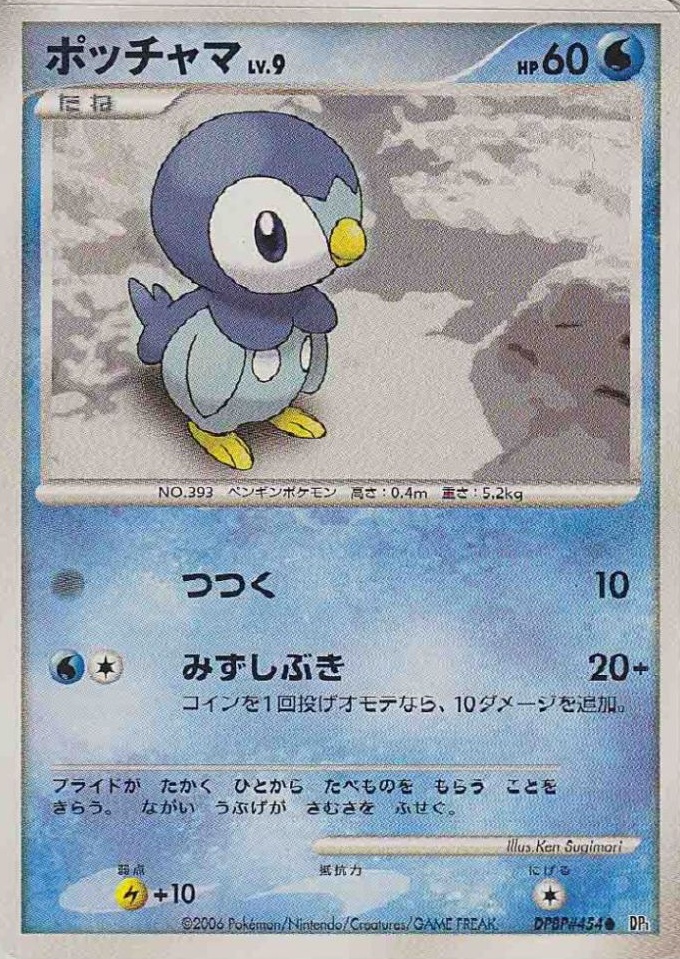 ポッチャマ LV.9 HP 60
たね
NO.393 ペンギンポケモン 高さ:0.4m 重さ:5.2kg
つつく 10
みずしぶき 20+
コインを1回投げオモテなら、10ダメージを追加。
プライドが たかく ひとから たべものを もらう ことを
きらう。 ながい うぶげが さむさを ふせぐ。
Illus.Ken Sugimori
弱点 抵抗力 にげる
+10
©2006 Pokémon/Nintendo/Creatures/GAME FREAK.
DPBP#454 DP1